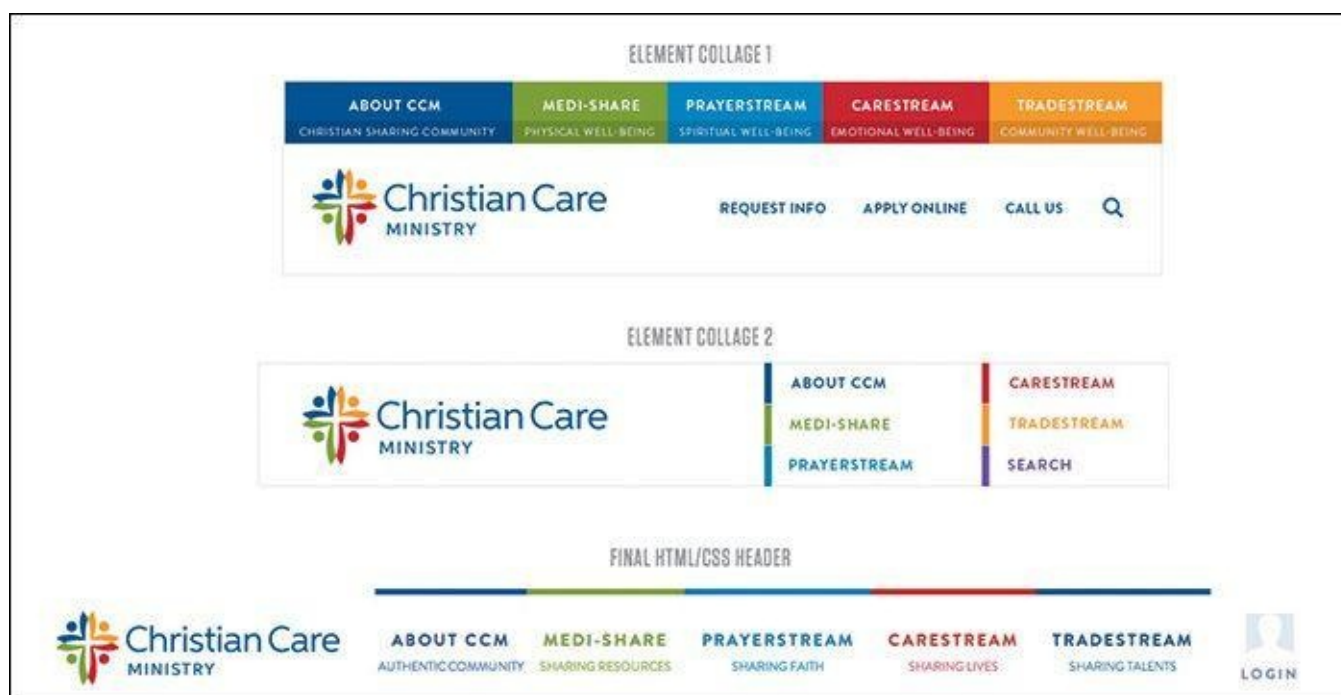 ELEMENT COLLAGE 1
ABOUT CCM MEDI-SHARE PRAYERSTREAM CARESTREAM TRADESTREAM
CHRISTIAN SHARING COMMUNITY PHYSICAL WELL-BEING SPIRITUAL WELL-BEING EMOTIONAL WELL-BEING COMMUNITY WELL-BEING
Christian Care
MINISTRY
REQUEST INFO APPLY ONLINE CALL US
ELEMENT COLLAGE 2
Christian Care
MINISTRY
ABOUT CCM CARESTREAM
MEDI-SHARE TRADESTREAM
PRAYERSTREAM SEARCH
FINAL HTML/CSS HEADER
Christian Care
MINISTRY
ABOUT CCM MEDI-SHARE PRAYERSTREAM CARESTREAM TRADESTREAM
AUTHENTIC COMMUNITY SHARING RESOURCES SHARING FAITH SHARING LIVES SHARING TALENTS
LOGIN